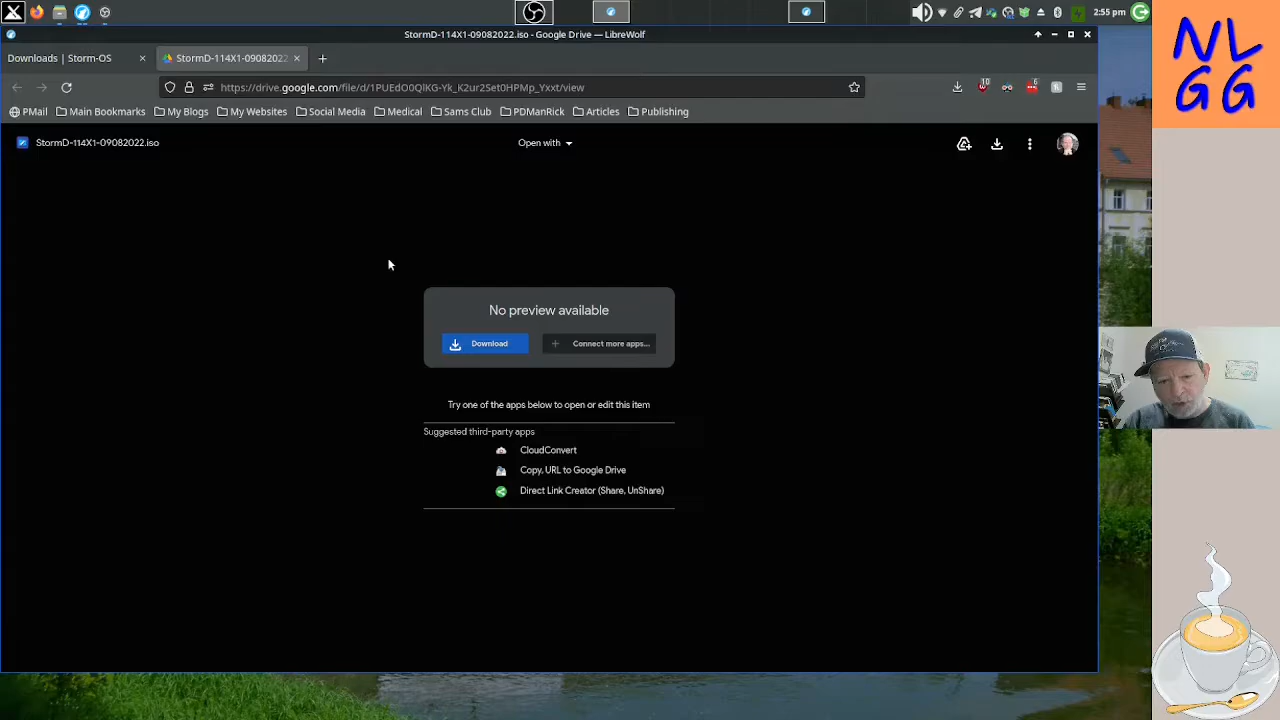 2:55 pm
StormD-114X1-09082022.iso - Google Drive — LibreWolf
Downloads | Storm-OS
StormD-114X1-09082022
https://drive.google.com/file/d/1PUEdO0QlKG-Yk_K2ur2Set0HPMp_Yxxt/view
10
6
PMail Main Bookmarks My Blogs My Websites Social Media Medical Sams Club PDManRick Articles Publishing
StormD-114X1-09082022.iso
Open with
No preview available
Download
Connect more apps...
Try one of the apps below to open or edit this item
Suggested third-party apps
CloudConvert
Copy, URL to Google Drive
Direct Link Creator (Share, UnShare)
NL
GG